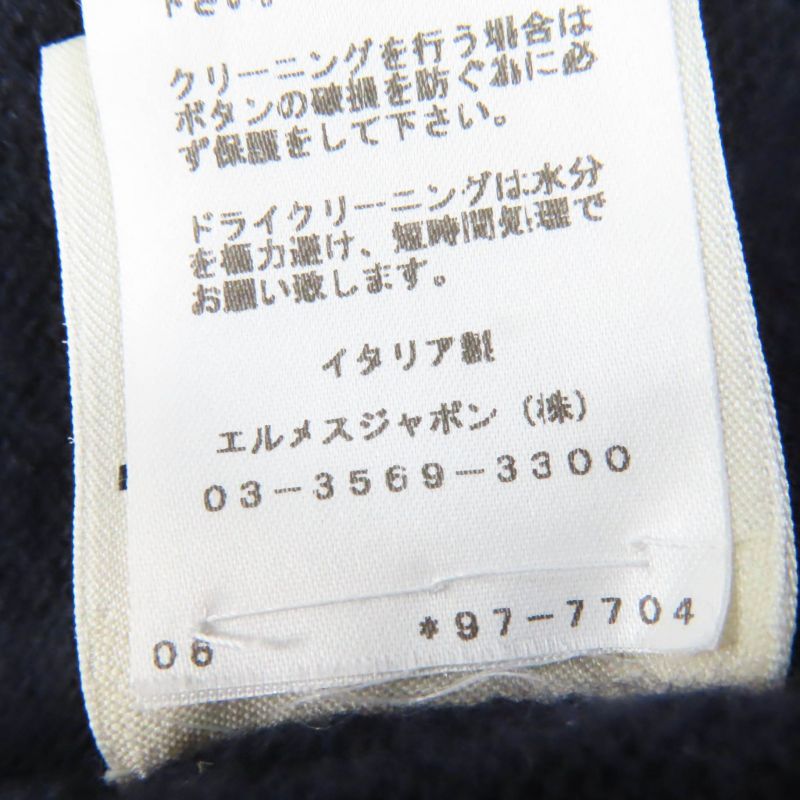 下さい。
クリーニングを行う場合は
ボタンの破損を防ぐ為に必
ず保護をして下さい。
ドライクリーニングは水分
を極力避け、短時間処理で
お願い致します。
イタリア製
エルメスジャポン(株)
03-3569-3300
06
*97-7704